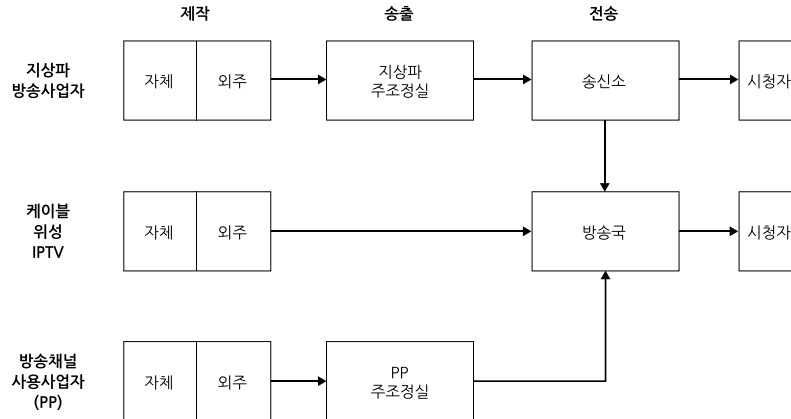 제작 송출 전송
지상파
방송사업자
자체 외주
지상파
주조정실
송신소
시청자
케이블
위성
IPTV
자체 외주
방송국
시청자
방송채널
사용사업자
(PP)
자체 외주
PP
주조정실